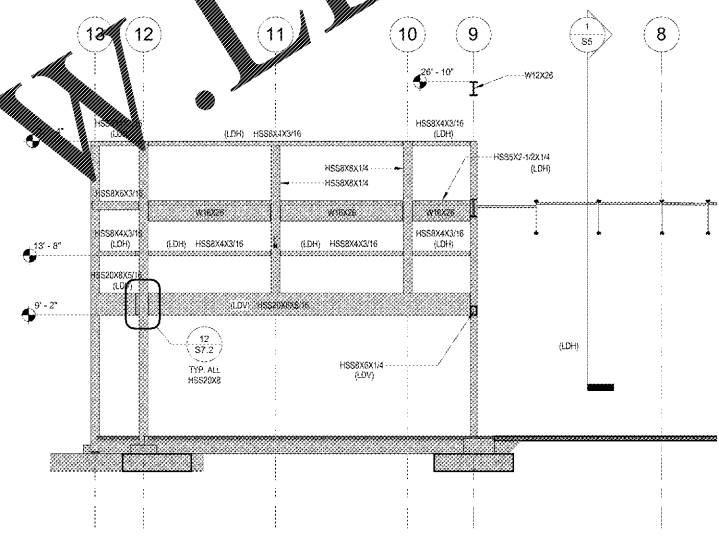 13 12 11 10 9 8
1
S5
26' - 10"
W12X26
(LDH) HSS8X4X3/16
HSS8X4X3/16
(LDH)
HSS8X8X1/4
HSS8X8X1/4
HSS5X2-1/2X1/4
(LDH)
HSS8X6X3/16
W16X26 W16X26 W16X26
HSS8X4X3/16
(LDH)
(LDH) HSS8X4X3/16
(LDH) HSS8X4X3/16
HSS8X4X3/16
(LDH)
13' - 8"
HSS20X8X5/16
(LDV)
9' - 2"
(LDV) HSS20X8X5/16
12
S7.2
TYP. ALL
HSS20X8
HSS8X6X1/4
(LDV)
(LDH)